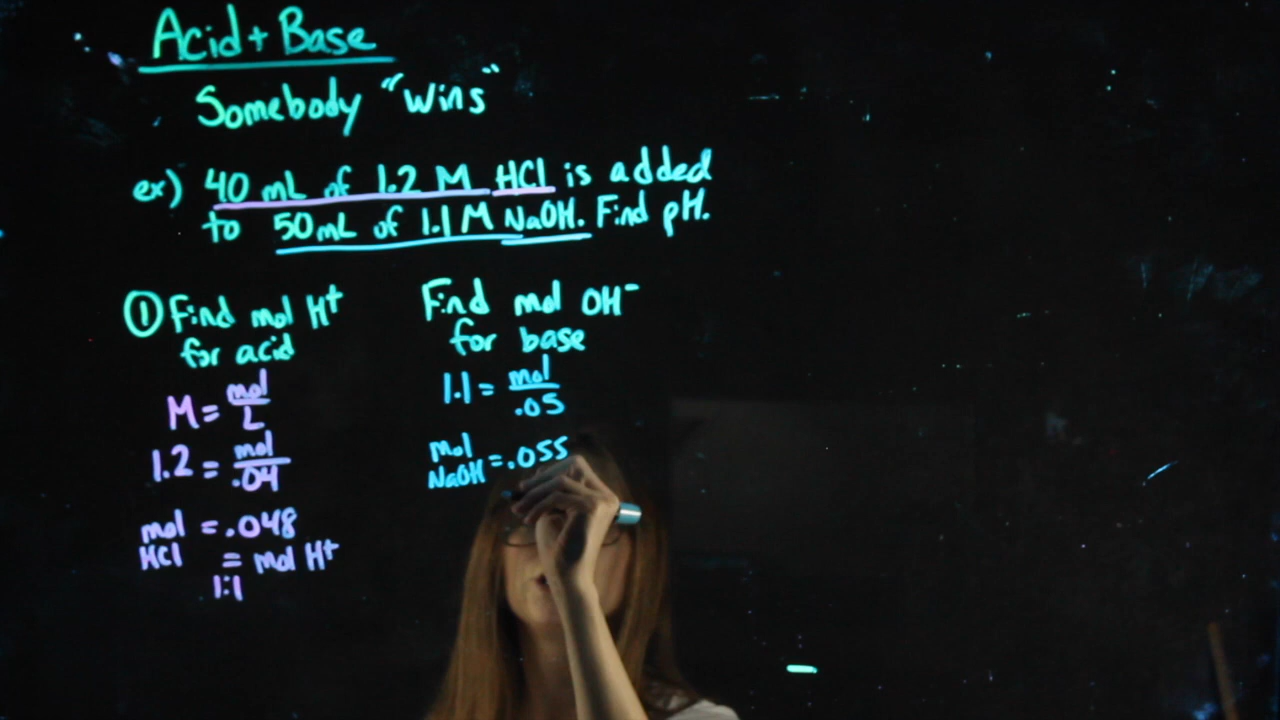 Acid + Base
Somebody "Wins"
ex) 40 mL of 1.2 M HCl is added
to 50 mL of 1.1 M NaOH. Find pH.
① Find mol H⁺
for acid
M = mol/L
1.2 = mol/.04
mol HCl = .048
= mol H⁺
1:1
Find mol OH⁻
for base
1.1 = mol/.05
mol NaOH = .055